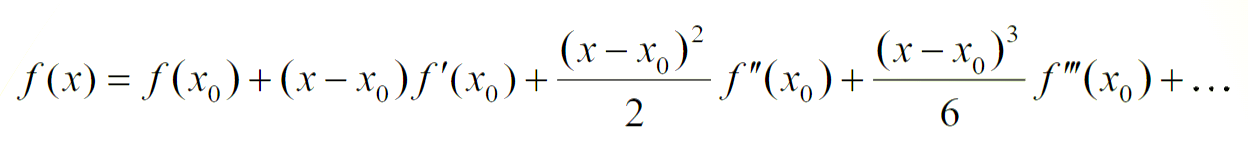 f(x) = f(x₀) + (x − x₀)f′(x₀) + (x − x₀)²/2 f″(x₀) + (x − x₀)³/6 f‴(x₀) + …